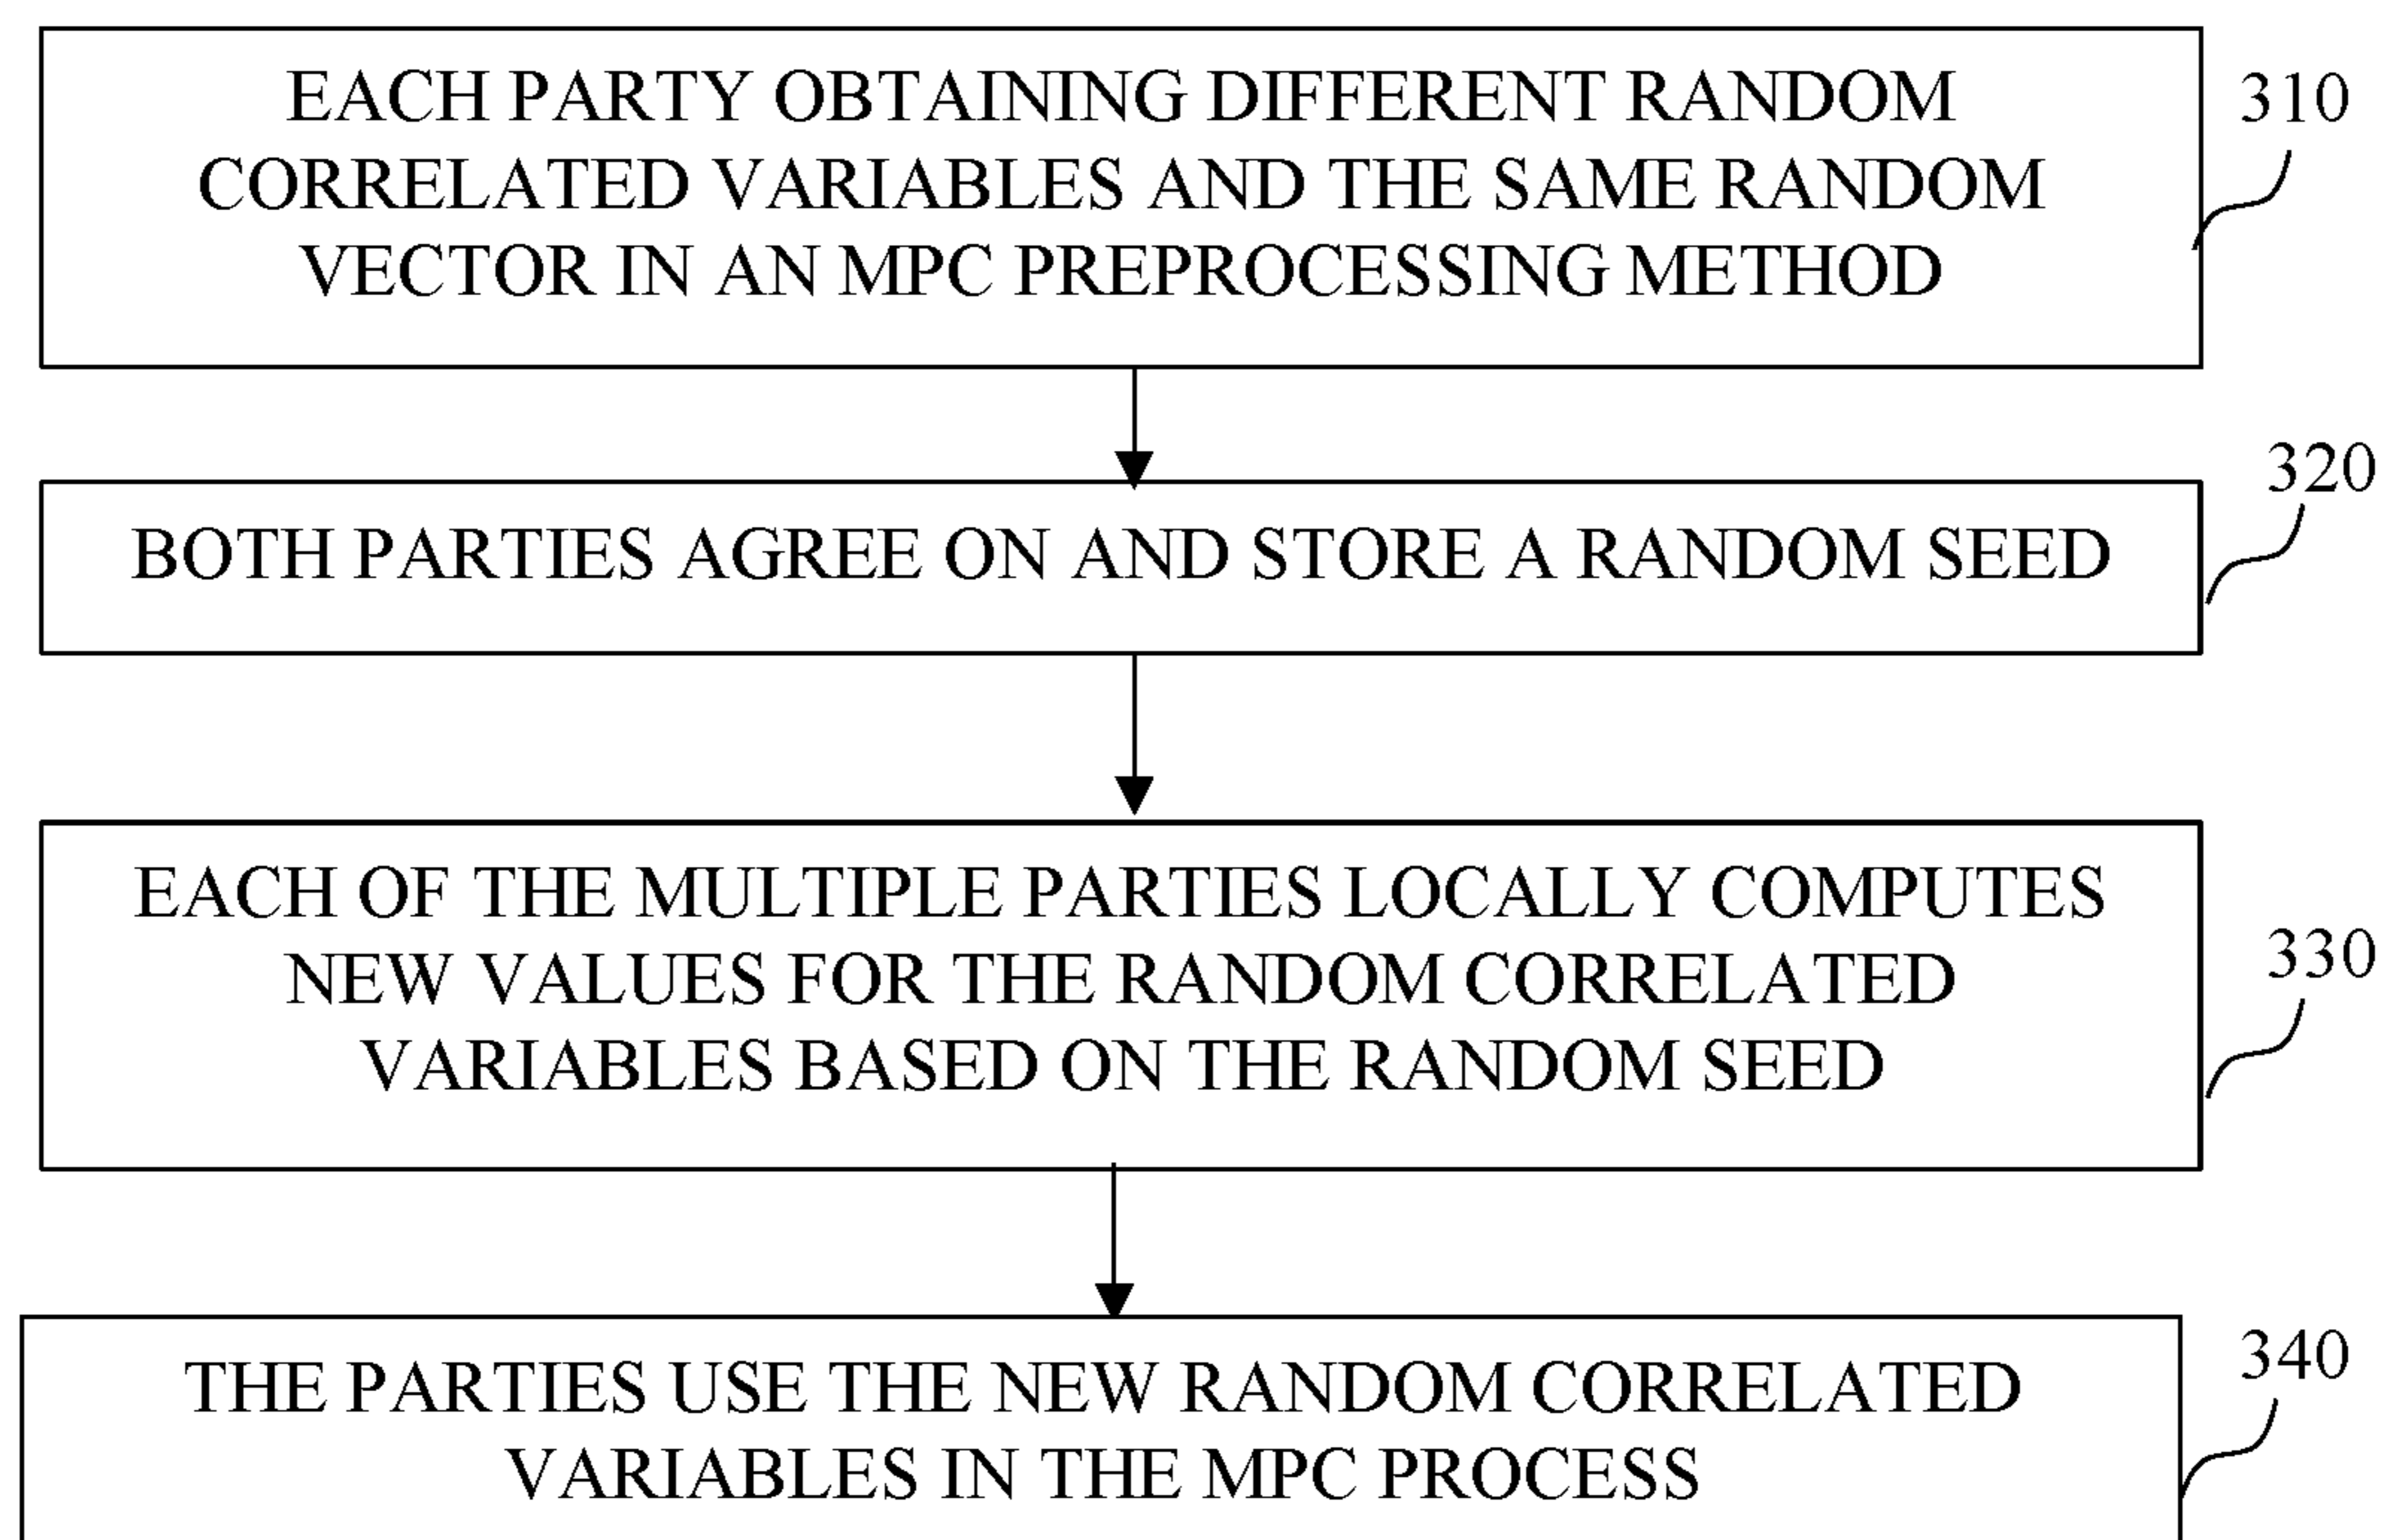 EACH PARTY OBTAINING DIFFERENT RANDOM
CORRELATED VARIABLES AND THE SAME RANDOM
VECTOR IN AN MPC PREPROCESSING METHOD
310
BOTH PARTIES AGREE ON AND STORE A RANDOM SEED
320
EACH OF THE MULTIPLE PARTIES LOCALLY COMPUTES
NEW VALUES FOR THE RANDOM CORRELATED
VARIABLES BASED ON THE RANDOM SEED
330
THE PARTIES USE THE NEW RANDOM CORRELATED
VARIABLES IN THE MPC PROCESS
340